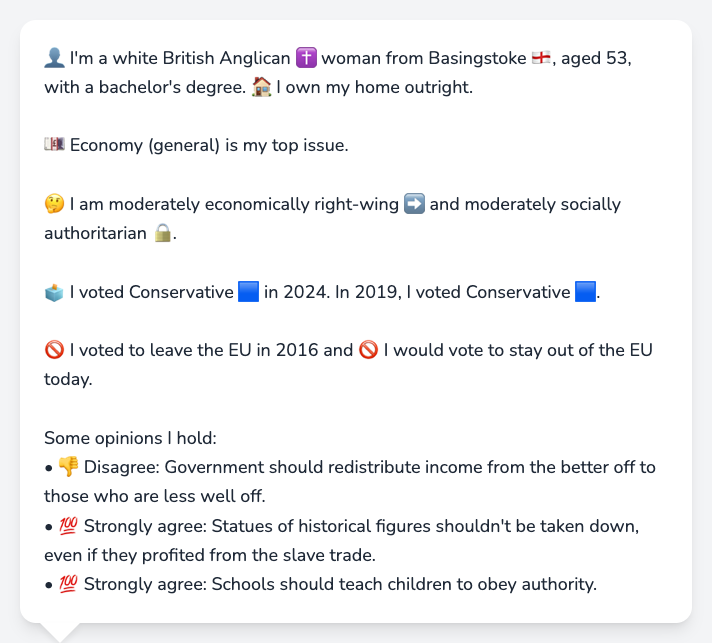 👤 I'm a white British Anglican ✝️ woman from Basingstoke 🏴󠁧󠁢󠁥󠁮󠁧󠁿, aged 53,
with a bachelor's degree. 🏠 I own my home outright.
💷 Economy (general) is my top issue.
🤔 I am moderately economically right-wing ➡️ and moderately socially
authoritarian 🔒.
🗳️ I voted Conservative 🟦 in 2024. In 2019, I voted Conservative 🟦.
🚫 I voted to leave the EU in 2016 and 🚫 I would vote to stay out of the EU
today.
Some opinions I hold:
• 👎 Disagree: Government should redistribute income from the better off to
those who are less well off.
• 💯 Strongly agree: Statues of historical figures shouldn't be taken down,
even if they profited from the slave trade.
• 💯 Strongly agree: Schools should teach children to obey authority.